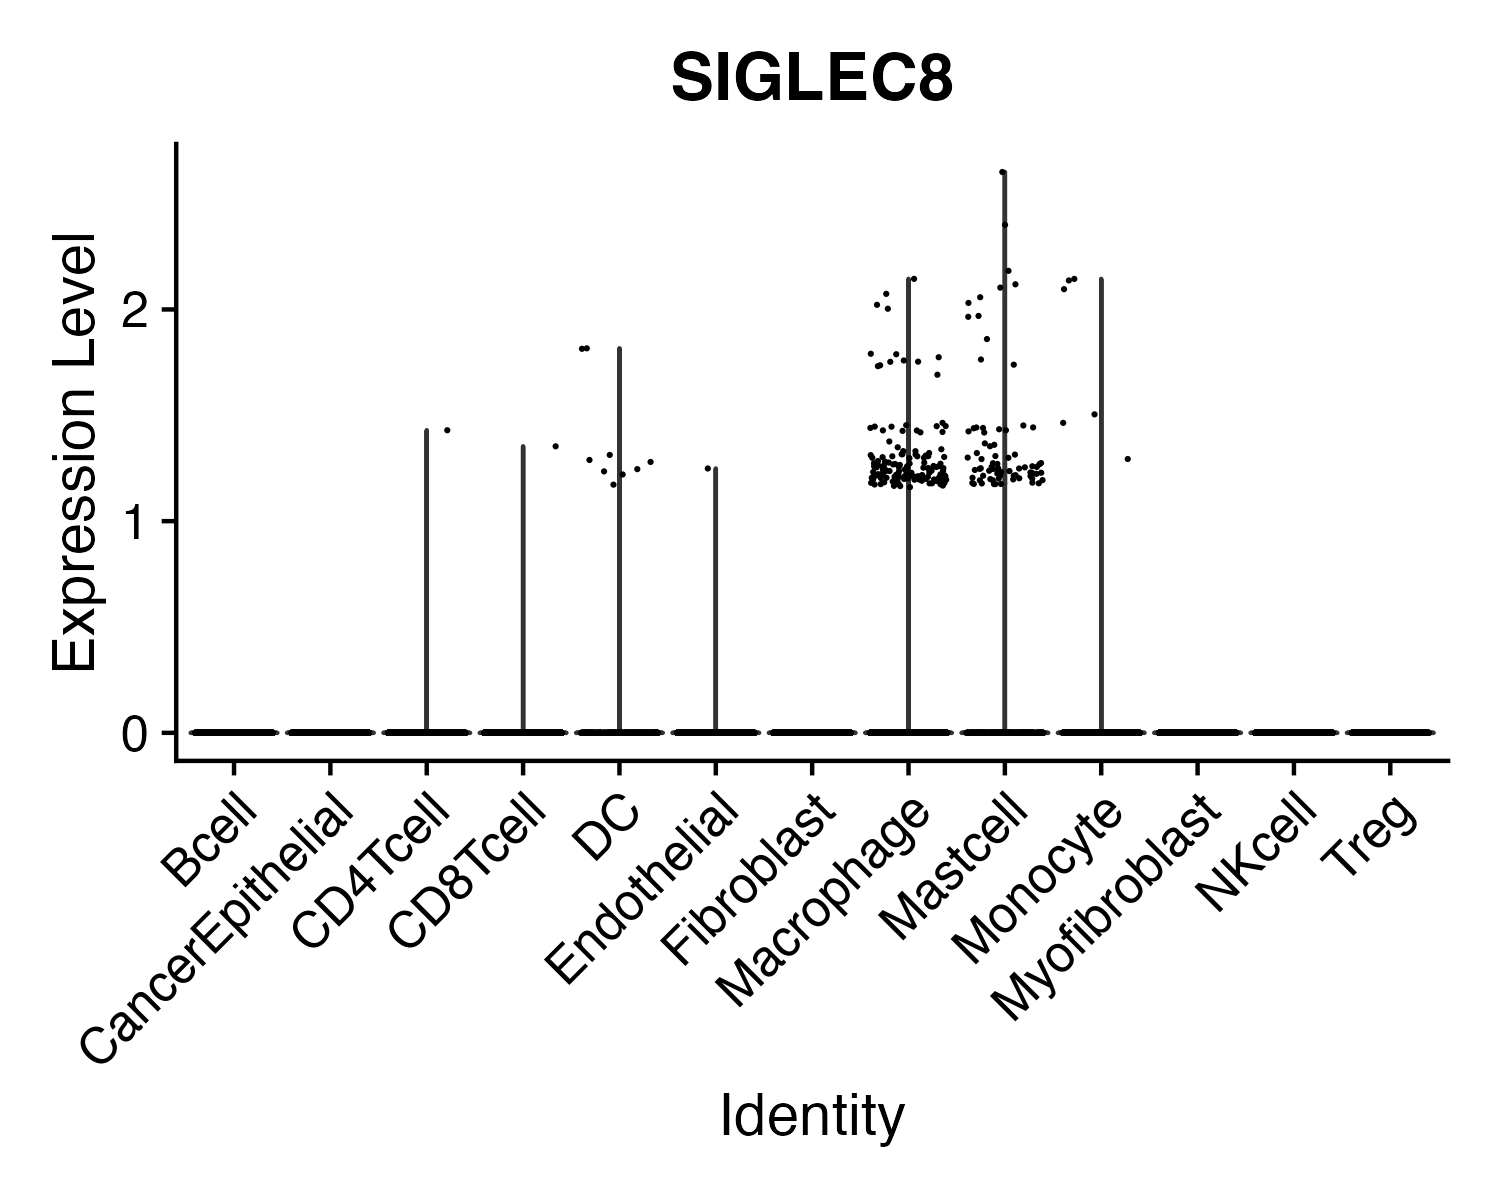 SIGLEC8
Expression Level
2
1
0
Bcell
CancerEpithelial
CD4Tcell
CD8Tcell
DC
Endothelial
Fibroblast
Macrophage
Mastcell
Monocyte
Myofibroblast
NKcell
Treg
Identity